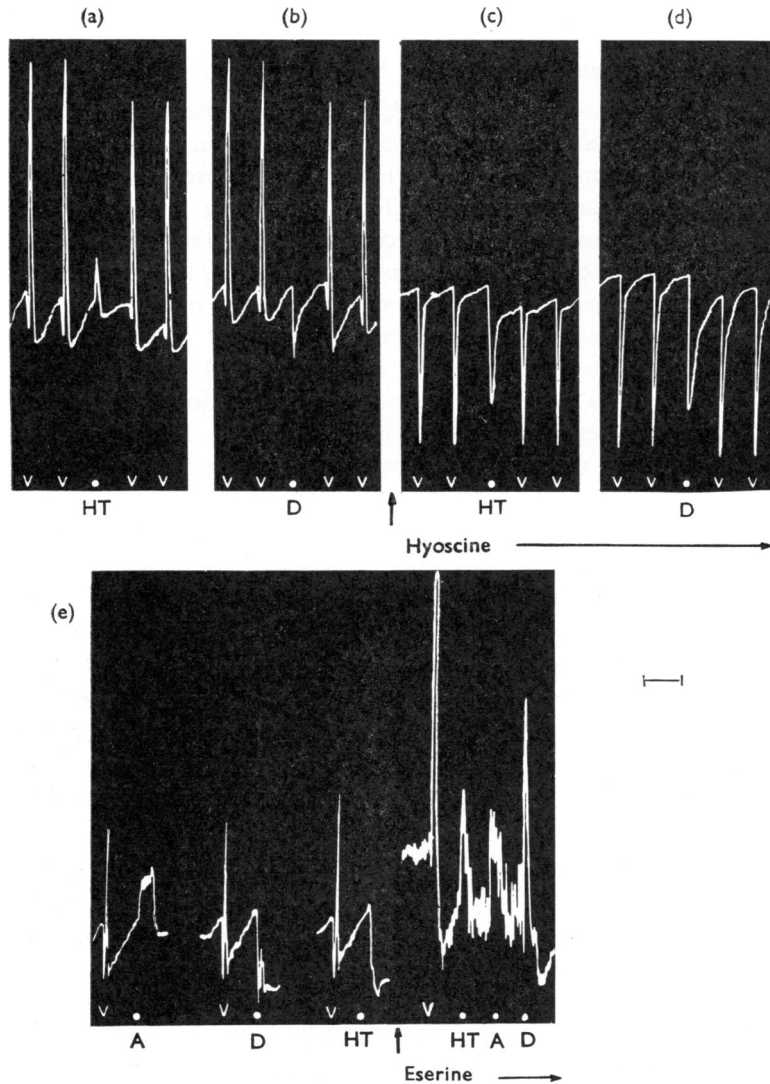 (a) (b) (c) (d)
V V • V V V V • V V V V • V V V V • V V
HT D HT D
Hyoscine
(e)
V • V • V • V • • •
A D HT HT A D
Eserine